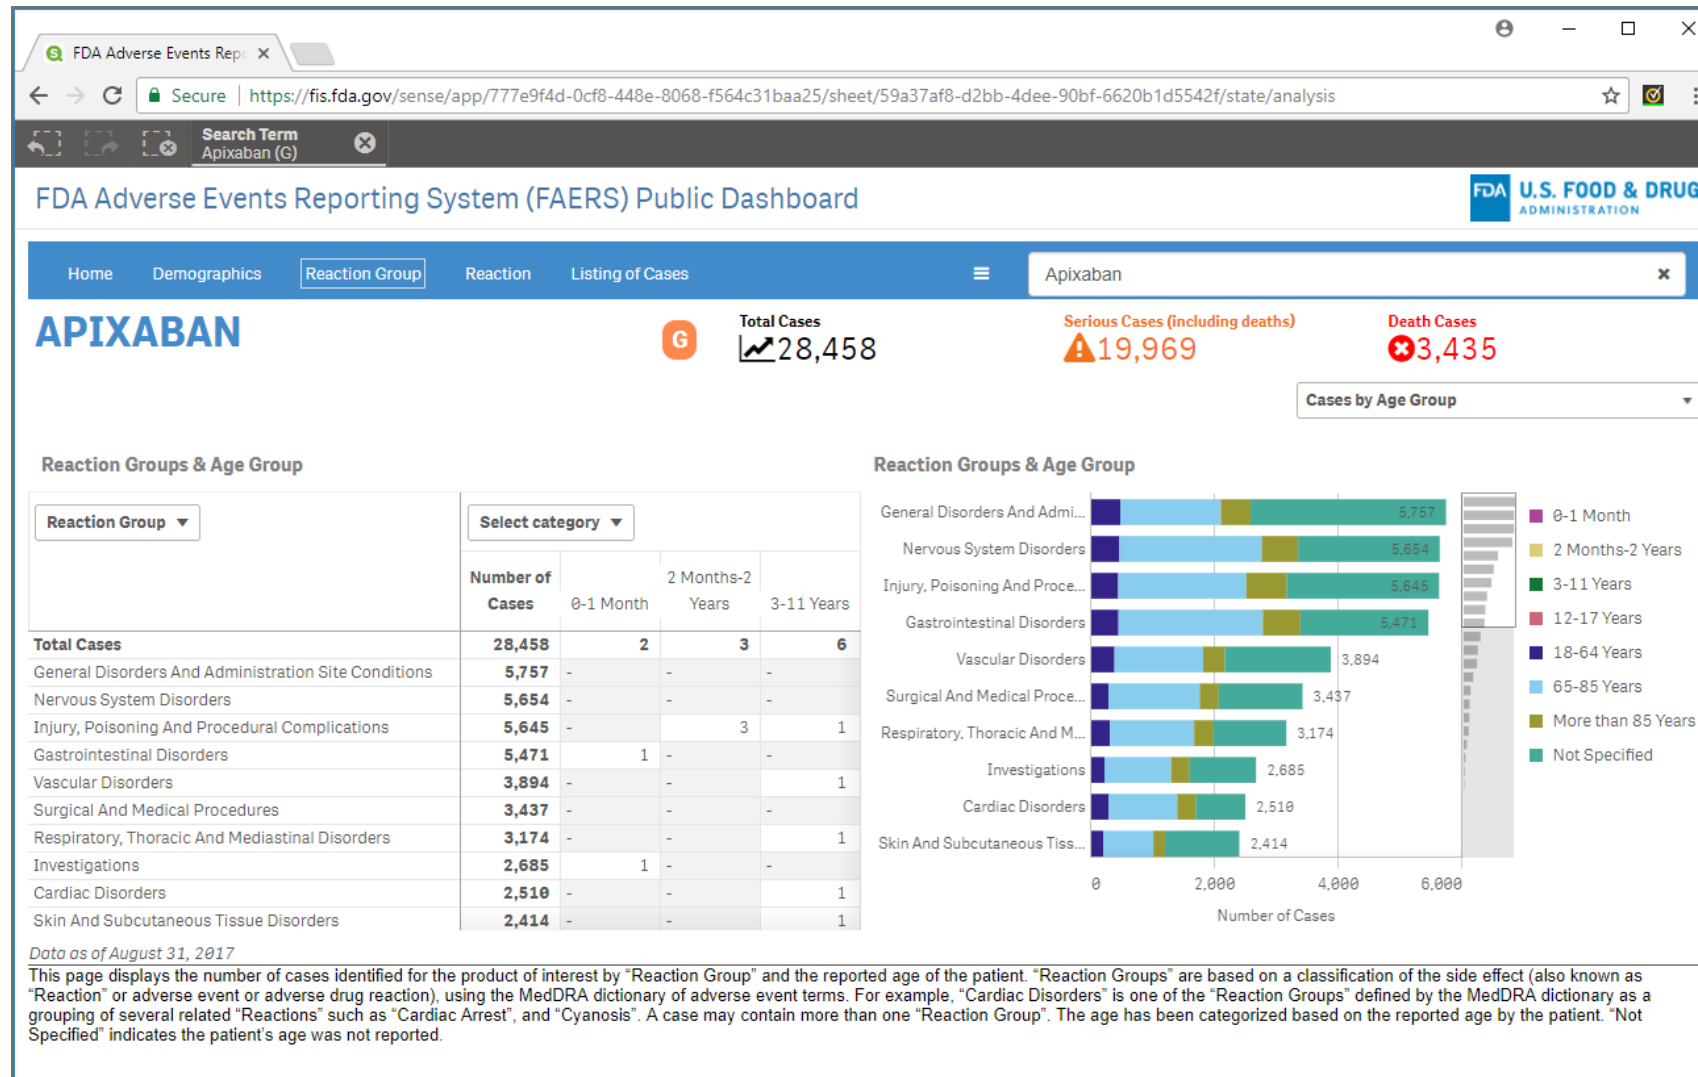 FDA Adverse Events Repo
Secure | https://fis.fda.gov/sense/app/777e9f4d-0cf8-448e-8068-f564c31baa25/sheet/59a37af8-d2bb-4dee-90bf-6620b1d5542f/state/analysis
Search Term
Apixaban (G)
FDA Adverse Events Reporting System (FAERS) Public Dashboard
FDA U.S. FOOD & DRUG
ADMINISTRATION
Home Demographics Reaction Group Reaction Listing of Cases Apixaban
APIXABAN
G
Total Cases
28,458
Serious Cases (including deaths)
19,969
Death Cases
3,435
Cases by Age Group
Reaction Groups & Age Group
Reaction Group Select category
Number of Cases 0-1 Month 2 Months-2 Years 3-11 Years
Total Cases 28,458 2 3 6
General Disorders And Administration Site Conditions 5,757 - - -
Nervous System Disorders 5,654 - - -
Injury, Poisoning And Procedural Complications 5,645 - 3 1
Gastrointestinal Disorders 5,471 1 - -
Vascular Disorders 3,894 - - 1
Surgical And Medical Procedures 3,437 - - -
Respiratory, Thoracic And Mediastinal Disorders 3,174 - - 1
Investigations 2,685 1 - -
Cardiac Disorders 2,510 - - 1
Skin And Subcutaneous Tissue Disorders 2,414 - - 1
Reaction Groups & Age Group
General Disorders And Admi... 5,757
Nervous System Disorders 5,654
Injury, Poisoning And Proce... 5,645
Gastrointestinal Disorders 5,471
Vascular Disorders 3,894
Surgical And Medical Proce... 3,437
Respiratory, Thoracic And M... 3,174
Investigations 2,685
Cardiac Disorders 2,510
Skin And Subcutaneous Tiss... 2,414
0 2,000 4,000 6,000
Number of Cases
0-1 Month
2 Months-2 Years
3-11 Years
12-17 Years
18-64 Years
65-85 Years
More than 85 Years
Not Specified
Data as of August 31, 2017
This page displays the number of cases identified for the product of interest by “Reaction Group” and the reported age of the patient. “Reaction Groups” are based on a classification of the side effect (also known as
“Reaction” or adverse event or adverse drug reaction), using the MedDRA dictionary of adverse event terms. For example, “Cardiac Disorders” is one of the “Reaction Groups” defined by the MedDRA dictionary as a
grouping of several related “Reactions” such as “Cardiac Arrest”, and “Cyanosis”. A case may contain more than one “Reaction Group”. The age has been categorized based on the reported age by the patient. “Not
Specified” indicates the patient’s age was not reported.